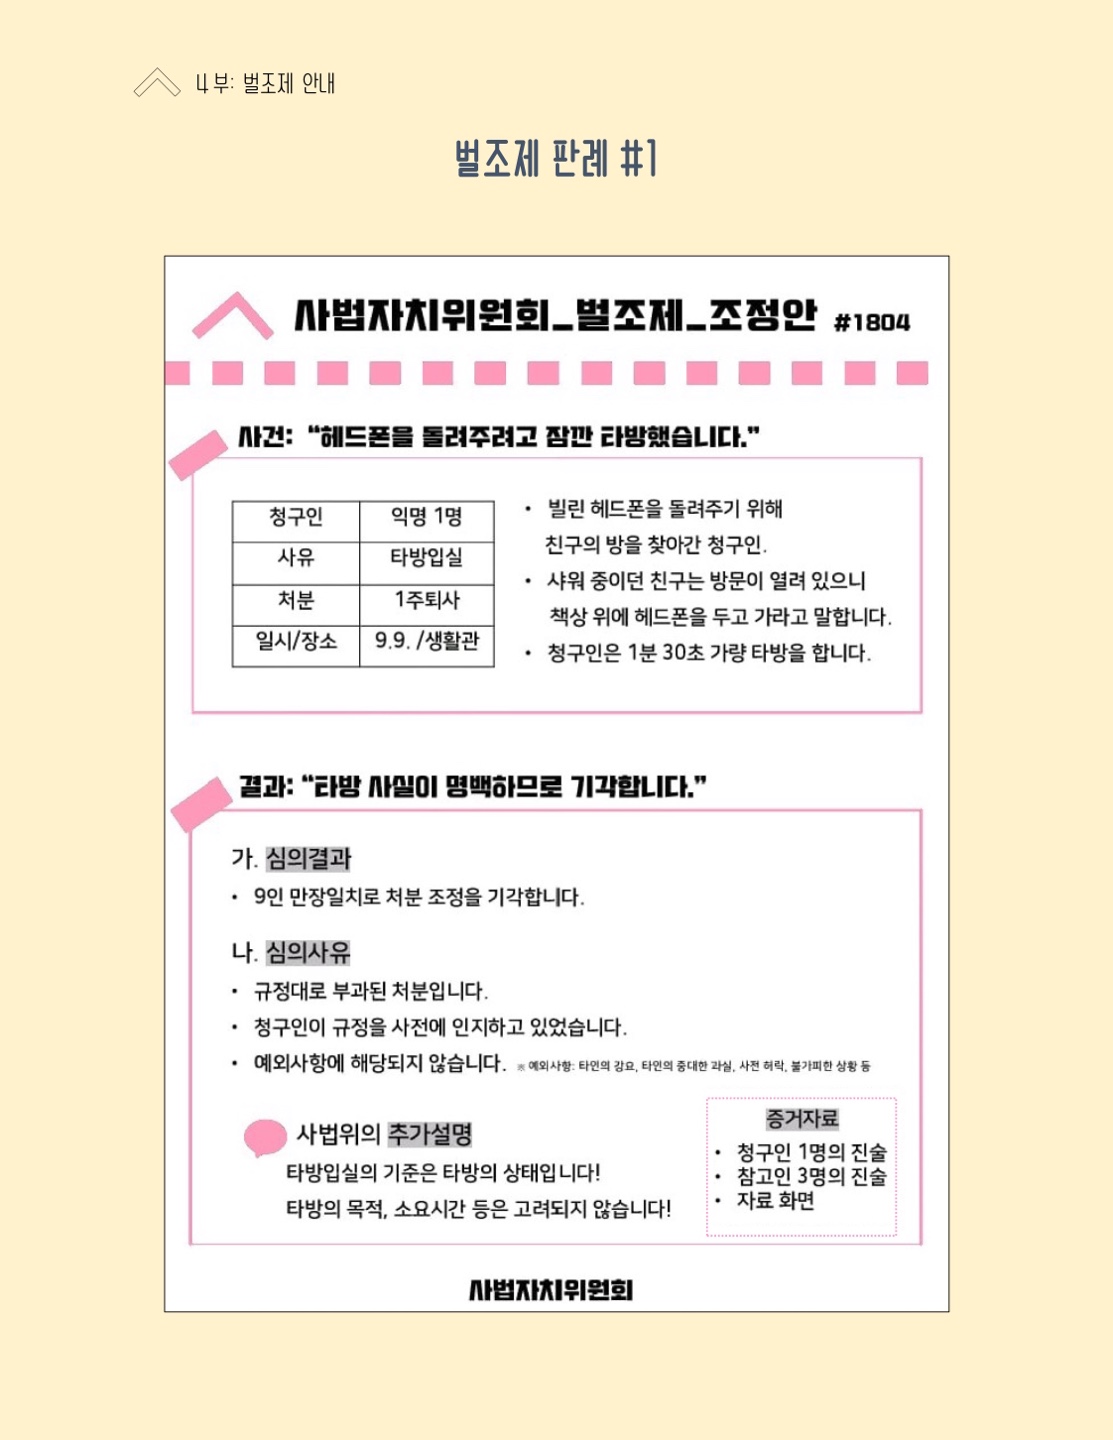 4부: 벌조제 안내
벌조제 판례 #1
사법자치위원회_벌조제_조정안 #1804
사건: “헤드폰을 돌려주려고 잠깐 타방했습니다.”
청구인 익명 1명
사유 타방입실
처분 1주퇴사
일시/장소 9.9. /생활관
• 빌린 헤드폰을 돌려주기 위해
친구의 방을 찾아간 청구인.
• 샤워 중이던 친구는 방문이 열려 있으니
책상 위에 헤드폰을 두고 가라고 말합니다.
• 청구인은 1분 30초 가량 타방을 합니다.
결과: “타방 사실이 명백하므로 기각합니다.”
가. 심의결과
• 9인 만장일치로 처분 조정을 기각합니다.
나. 심의사유
• 규정대로 부과된 처분입니다.
• 청구인이 규정을 사전에 인지하고 있었습니다.
• 예외사항에 해당되지 않습니다. ※ 예외사항: 타인의 강요, 타인의 중대한 과실, 사전 허락, 불가피한 상황 등
사법위의 추가설명
타방입실의 기준은 타방의 상태입니다!
타방의 목적, 소요시간 등은 고려되지 않습니다!
증거자료
• 청구인 1명의 진술
• 참고인 3명의 진술
• 자료 화면
사법자치위원회